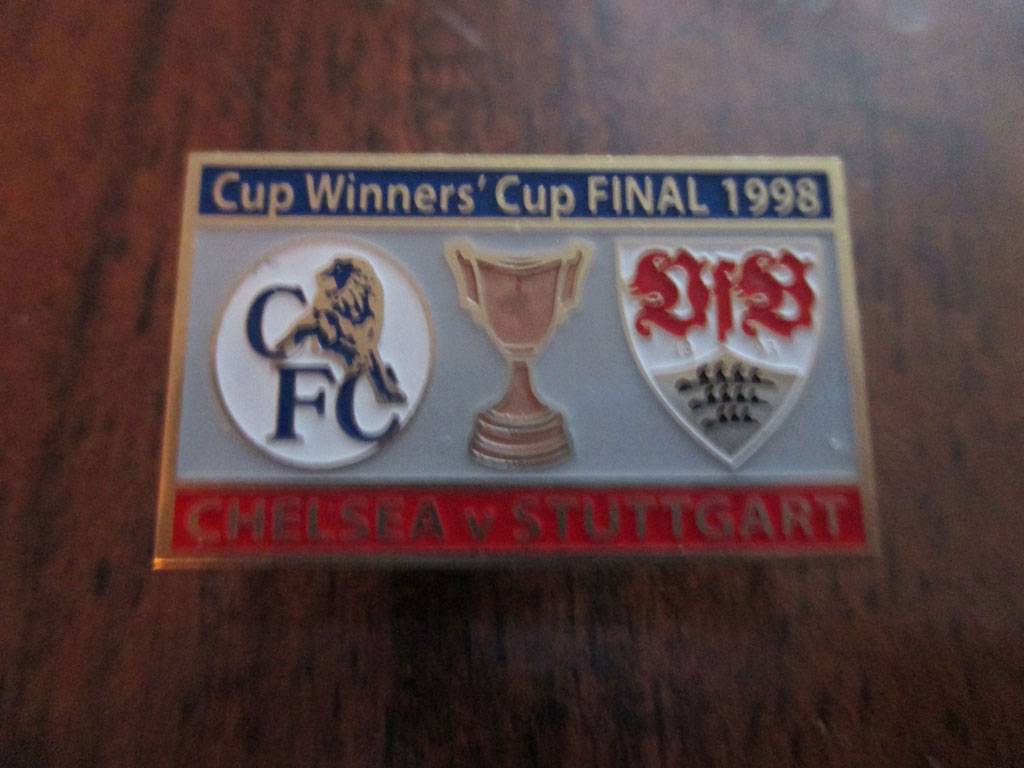 Cup Winners' Cup FINAL 1998
C
FC
VfB
CHELSEA v STUTTGART